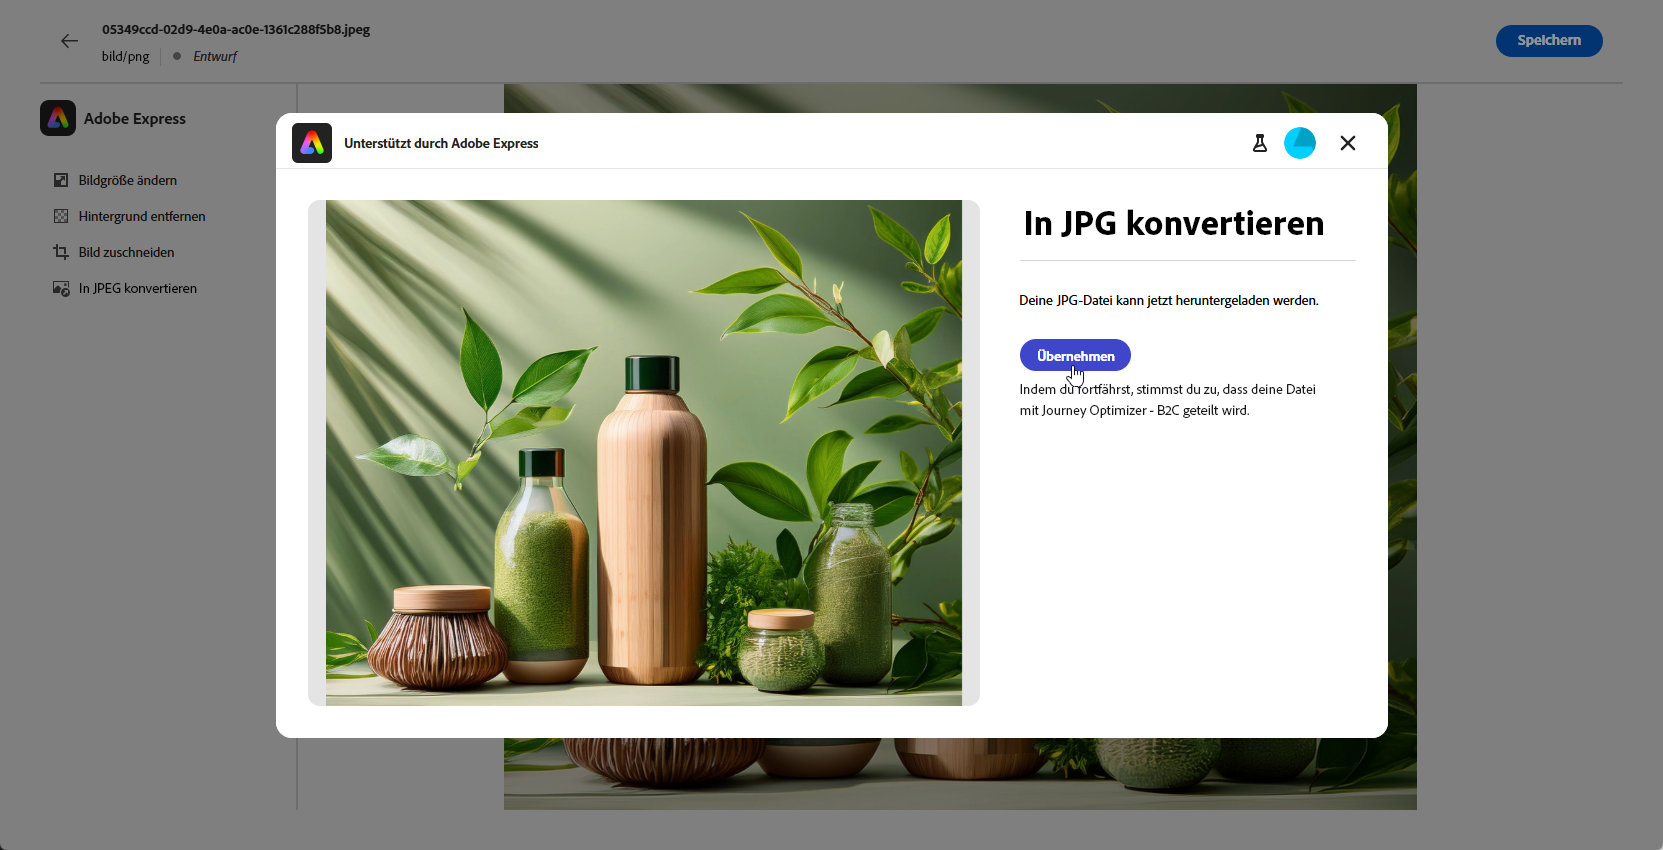 05349ccd-02d9-4e0a-ac0e-1361c288f5b8.jpeg
bild/png
Entwurf
Speichern
Adobe Express
Bildgröße ändern
Hintergrund entfernen
Bild zuschneiden
In JPEG konvertieren
Unterstützt durch Adobe Express
In JPG konvertieren
Deine JPG-Datei kann jetzt heruntergeladen werden.
Übernehmen
Indem du fortfährst, stimmst du zu, dass deine Datei
mit Journey Optimizer - B2C geteilt wird.